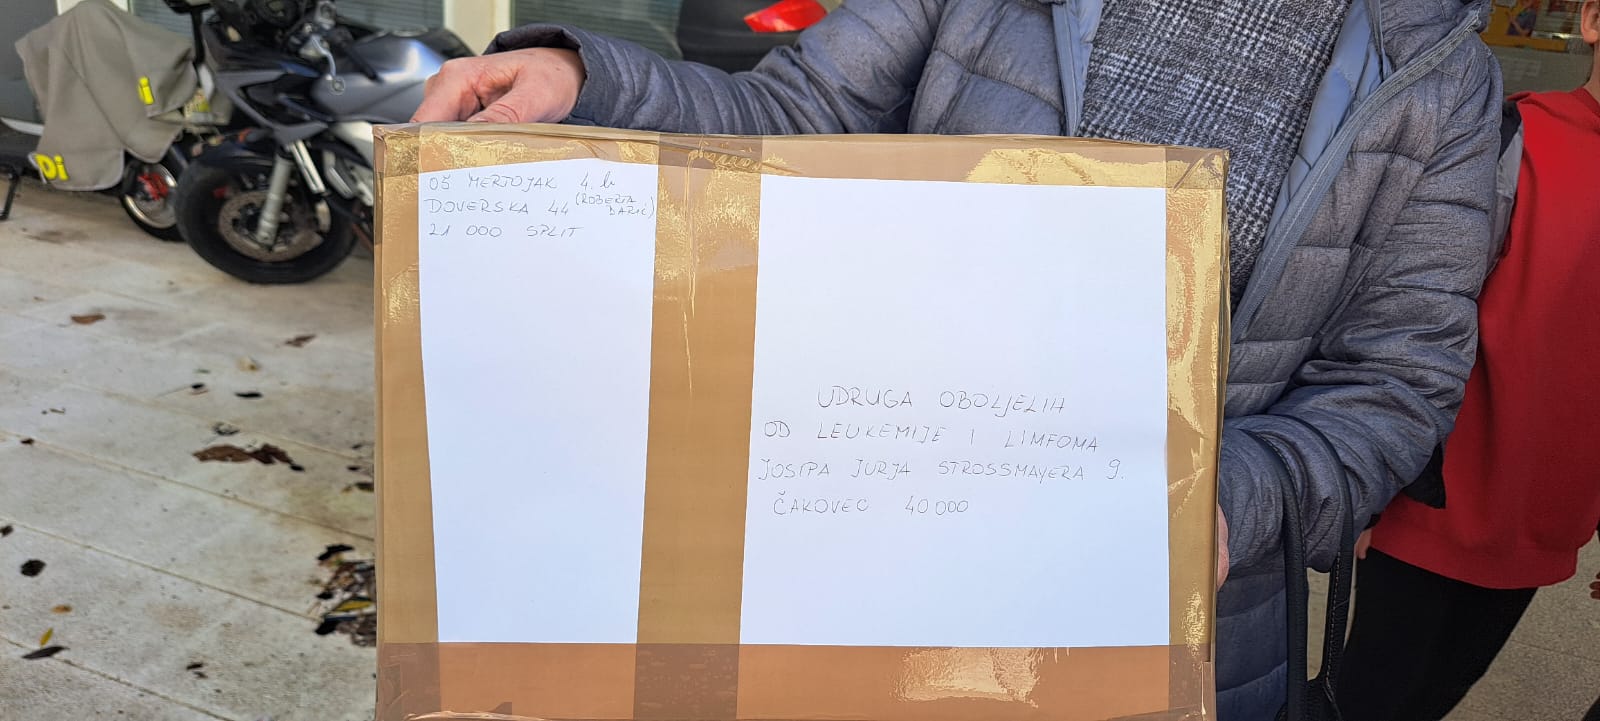 OŠ MERTOJAK 4. b
(ROBERTA
DOVERSKA 44 BARIĆ)
21 000 SPLIT
UDRUGA OBOLJELIH
OD LEUKEMIJE I LIMFOMA
JOSIPA JURJA STROSSMAYERA 9.
ČAKOVEC 40 000
i
Di